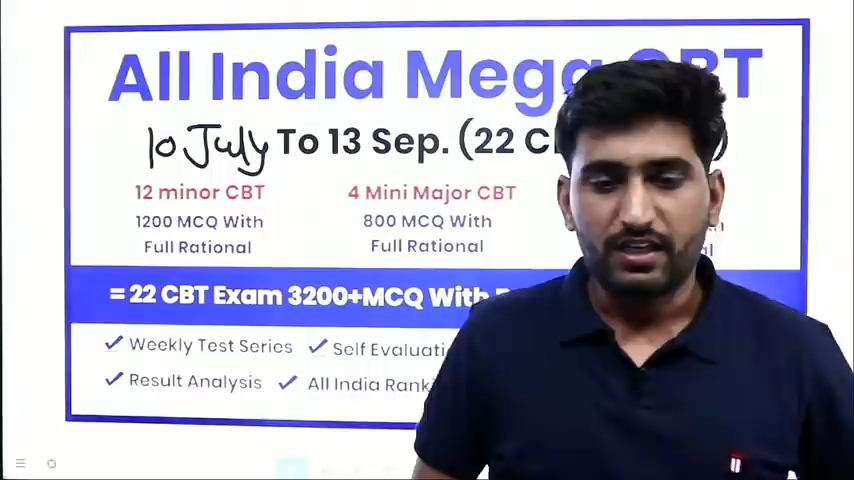 All India Mega CBT
10 July To 13 Sep. (22
12 minor CBT
4 Mini Major CBT
1200 MCQ With
Full Rational
800 MCQ With
Full Rational
= 22 CBT Exam 3200+MCQ With
✓ Weekly Test Series ✓ Self
✓ Result Analysis ✓ All India